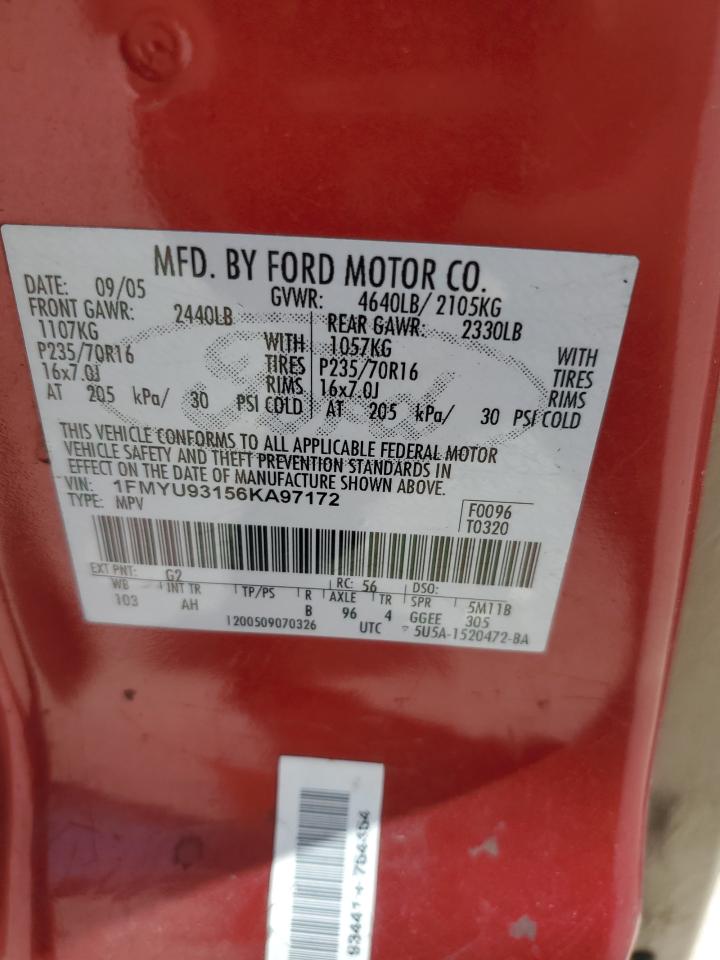 MFD. BY FORD MOTOR CO.
DATE: 09/05 GVWR: 4640LB/ 2105KG
FRONT GAWR: 2440LB REAR GAWR: 2330LB
1107KG WITH 1057KG WITH
P235/70R16 TIRES P235/70R16 TIRES
16x7.0J RIMS 16x7.0J RIMS
AT 205 kPa/ 30 PSI COLD AT 205 kPa/ 30 PSI COLD
Ford
THIS VEHICLE CONFORMS TO ALL APPLICABLE FEDERAL MOTOR
VEHICLE SAFETY AND THEFT PREVENTION STANDARDS IN
EFFECT ON THE DATE OF MANUFACTURE SHOWN ABOVE.
VIN: 1FMYU93156KA97172
TYPE: MPV
F0096
T0320
EXT PNT: G2 RC: 56 DSO:
WB INT TR TP/PS R AXLE TR SPR 5M11B
103 AH B 96 4 GGEE 305
1200509070326 UTC 5U5A-1520472-BA